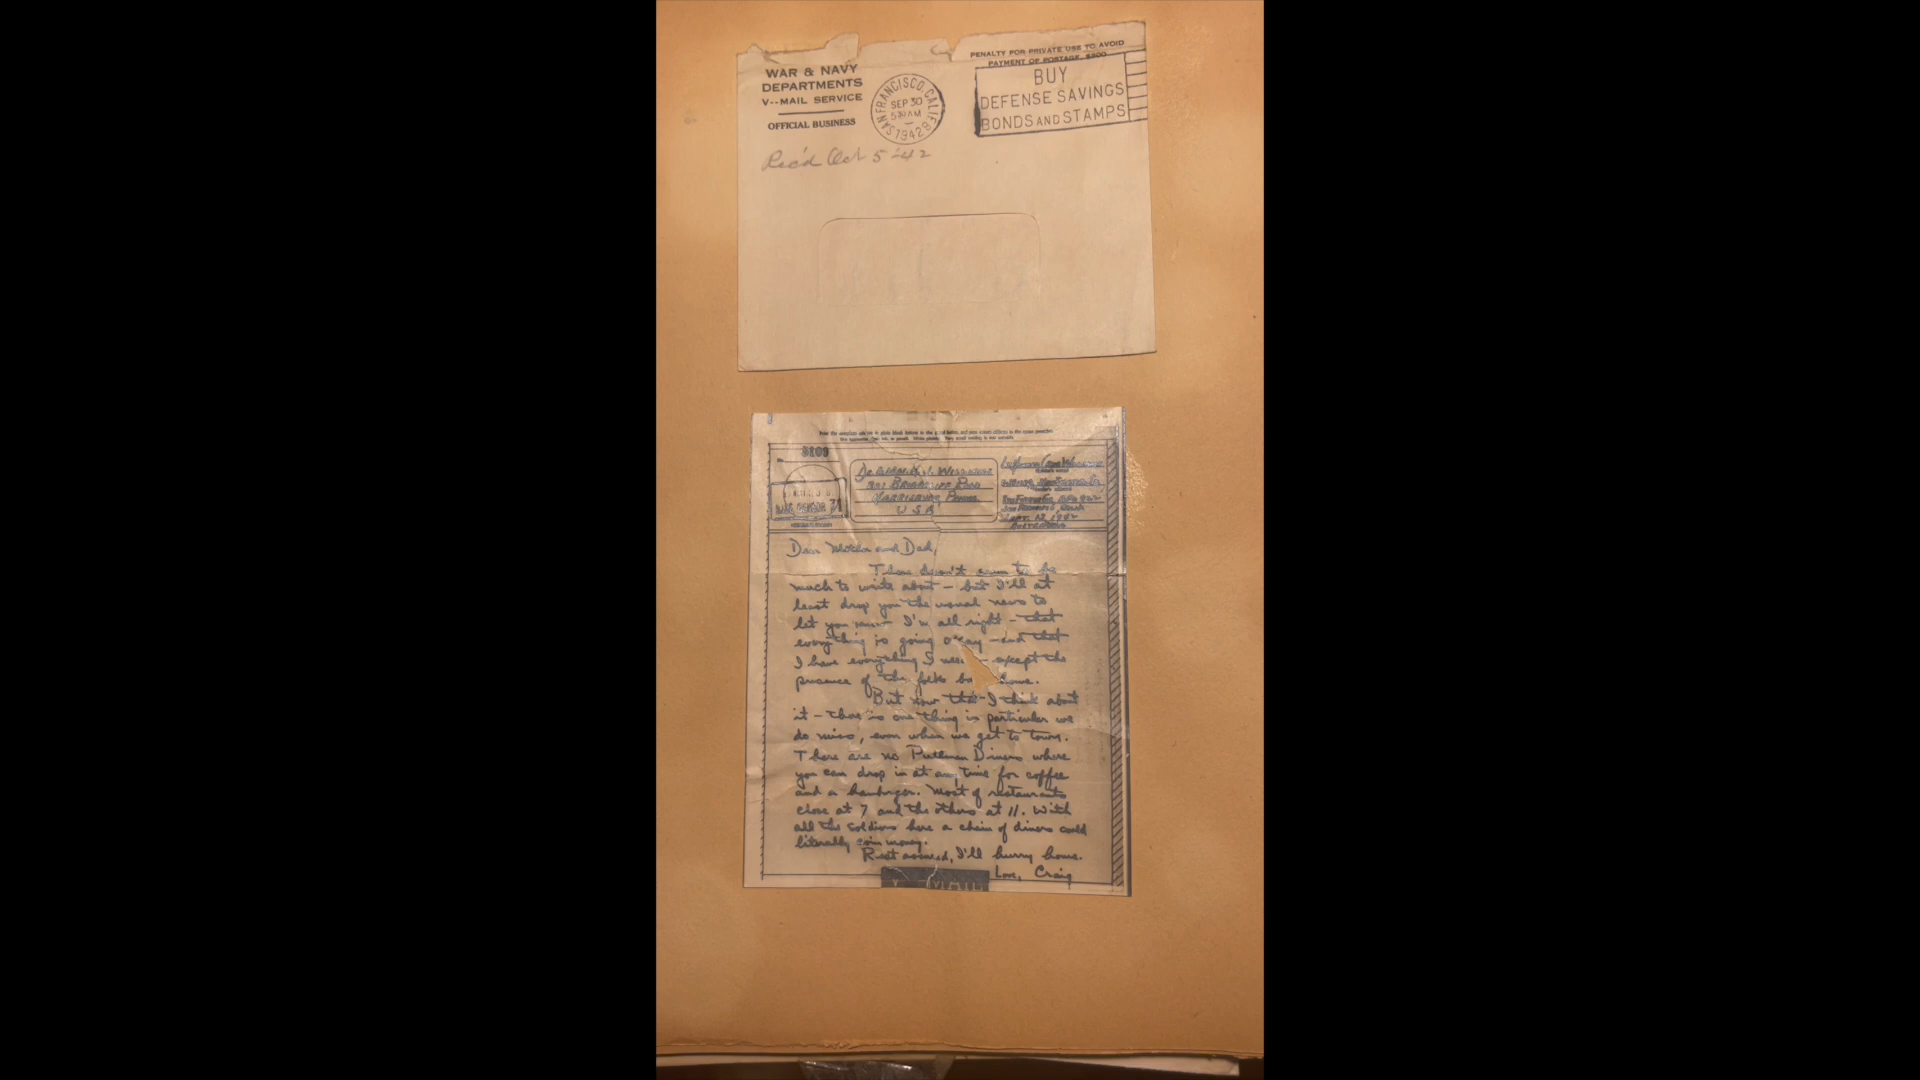 PENALTY FOR PRIVATE USE TO AVOID
PAYMENT OF POSTAGE, $300
WAR & NAVY
DEPARTMENTS
V--MAIL SERVICE
OFFICIAL BUSINESS
SAN FRANCISCO, CALIF.
SEP 30
5 30 AM
1942
BUY
DEFENSE SAVINGS
BONDS AND STAMPS
Rec'd Oct 5 -42
U S A
Dear Mother and Dad,
There doesn't seem to be
much to write about - but I'll at
least drop you the usual news to
let you know I'm all right - that
everything is going okay - and that
I have everything I - except the
presence of the folks home.
But now that I think about
it - there is one thing in particular we
do miss, even when we get to town.
There are no Pullman Diners where
you can drop in at any time for coffee
and a hamburger. Most of restaurants
close at 7 and the others at 11. With
all the soldiers here a chain of diners could
literally coin money.
Rest assured, I'll hurry home.
Love, Craig
V-MAIL